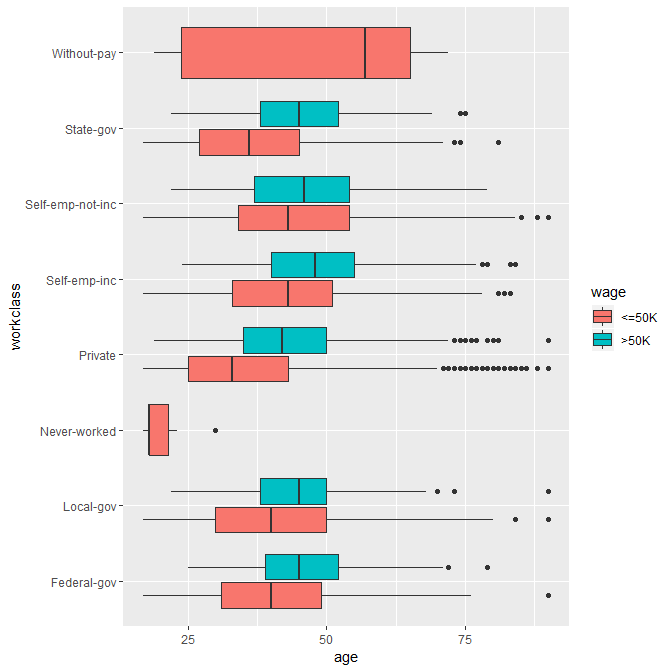 Without-pay
State-gov
Self-emp-not-inc
Self-emp-inc
Private
Never-worked
Local-gov
Federal-gov
workclass
25
50
75
age
wage
<=50K
>50K